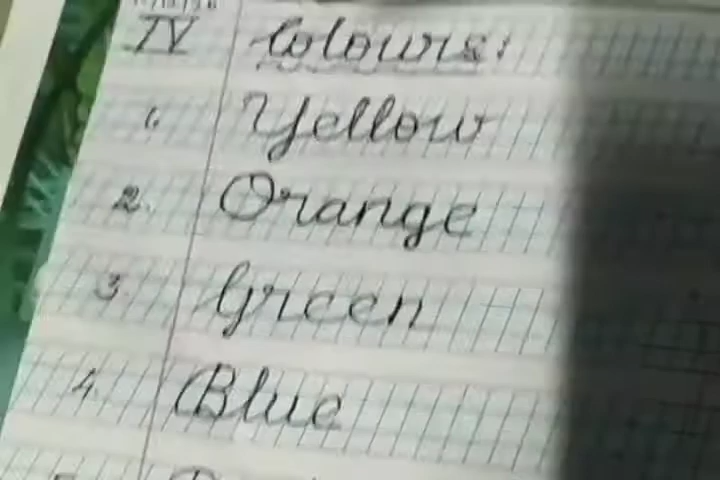 IV Colours:
1. Yellow
2. Orange
3. Green
4. Blue